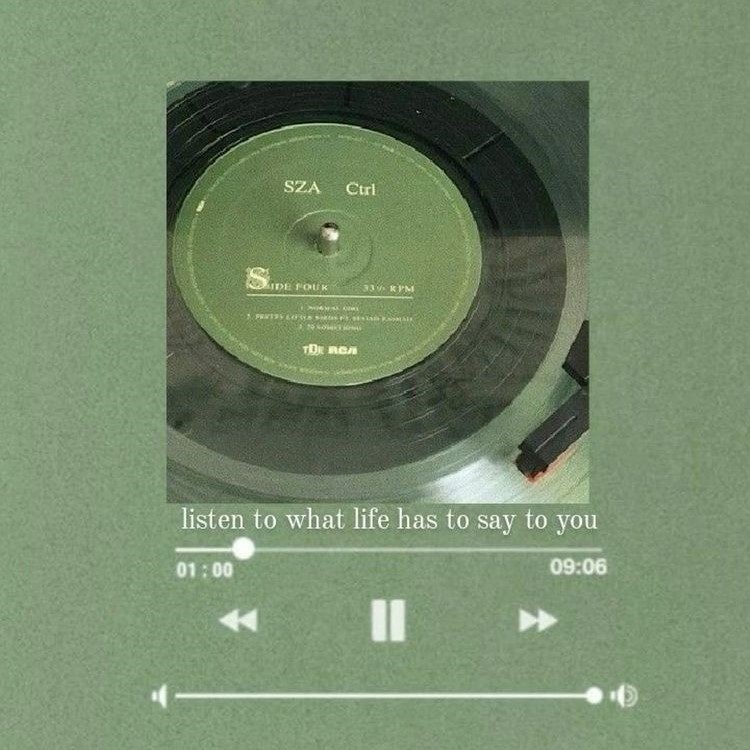 SZA Ctrl
SIDE FOUR 33⅓ RPM
1. NORMAL GIRL
2. PRETTY LITTLE BIRDS FT. ISAIAH RASHAD
3. 20 SOMETHING
TDE RCA
listen to what life has to say to you
01 : 00 09:06